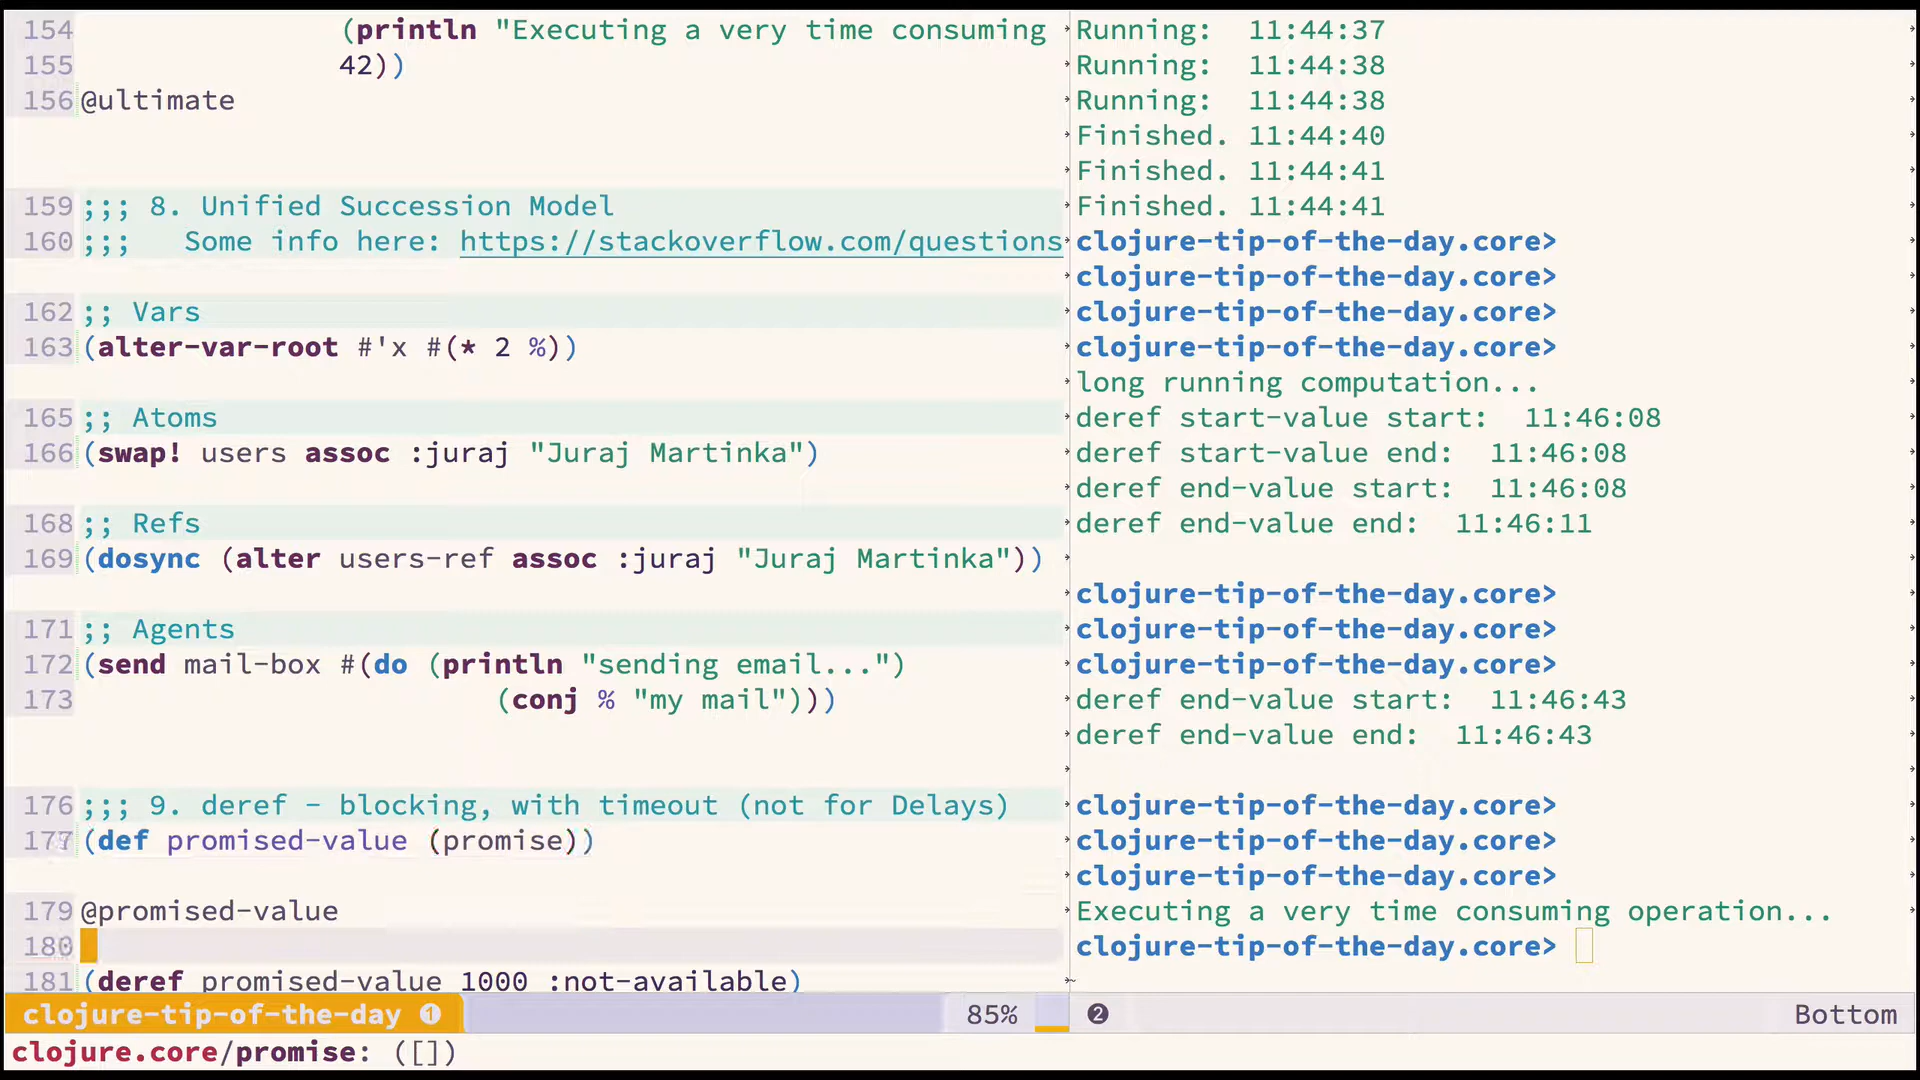 154 (println "Executing a very time consuming
155 42))
156 @ultimate
159 ;;; 8. Unified Succession Model
160 ;;; Some info here: https://stackoverflow.com/questions
162 ;; Vars
163 (alter-var-root #'x #(* 2 %))
165 ;; Atoms
166 (swap! users assoc :juraj "Juraj Martinka")
168 ;; Refs
169 (dosync (alter users-ref assoc :juraj "Juraj Martinka"))
171 ;; Agents
172 (send mail-box #(do (println "sending email...")
173 (conj % "my mail")))
176 ;;; 9. deref - blocking, with timeout (not for Delays)
177 (def promised-value (promise))
179 @promised-value
180
181 (deref promised-value 1000 :not-available)
clojure-tip-of-the-day ❶ 85%
Running: 11:44:37
Running: 11:44:38
Running: 11:44:38
Finished. 11:44:40
Finished. 11:44:41
Finished. 11:44:41
clojure-tip-of-the-day.core>
clojure-tip-of-the-day.core>
clojure-tip-of-the-day.core>
clojure-tip-of-the-day.core>
long running computation...
deref start-value start: 11:46:08
deref start-value end: 11:46:08
deref end-value start: 11:46:08
deref end-value end: 11:46:11
clojure-tip-of-the-day.core>
clojure-tip-of-the-day.core>
clojure-tip-of-the-day.core>
deref end-value start: 11:46:43
deref end-value end: 11:46:43
clojure-tip-of-the-day.core>
clojure-tip-of-the-day.core>
clojure-tip-of-the-day.core>
Executing a very time consuming operation...
clojure-tip-of-the-day.core>
❷ Bottom
clojure.core/promise: ([])